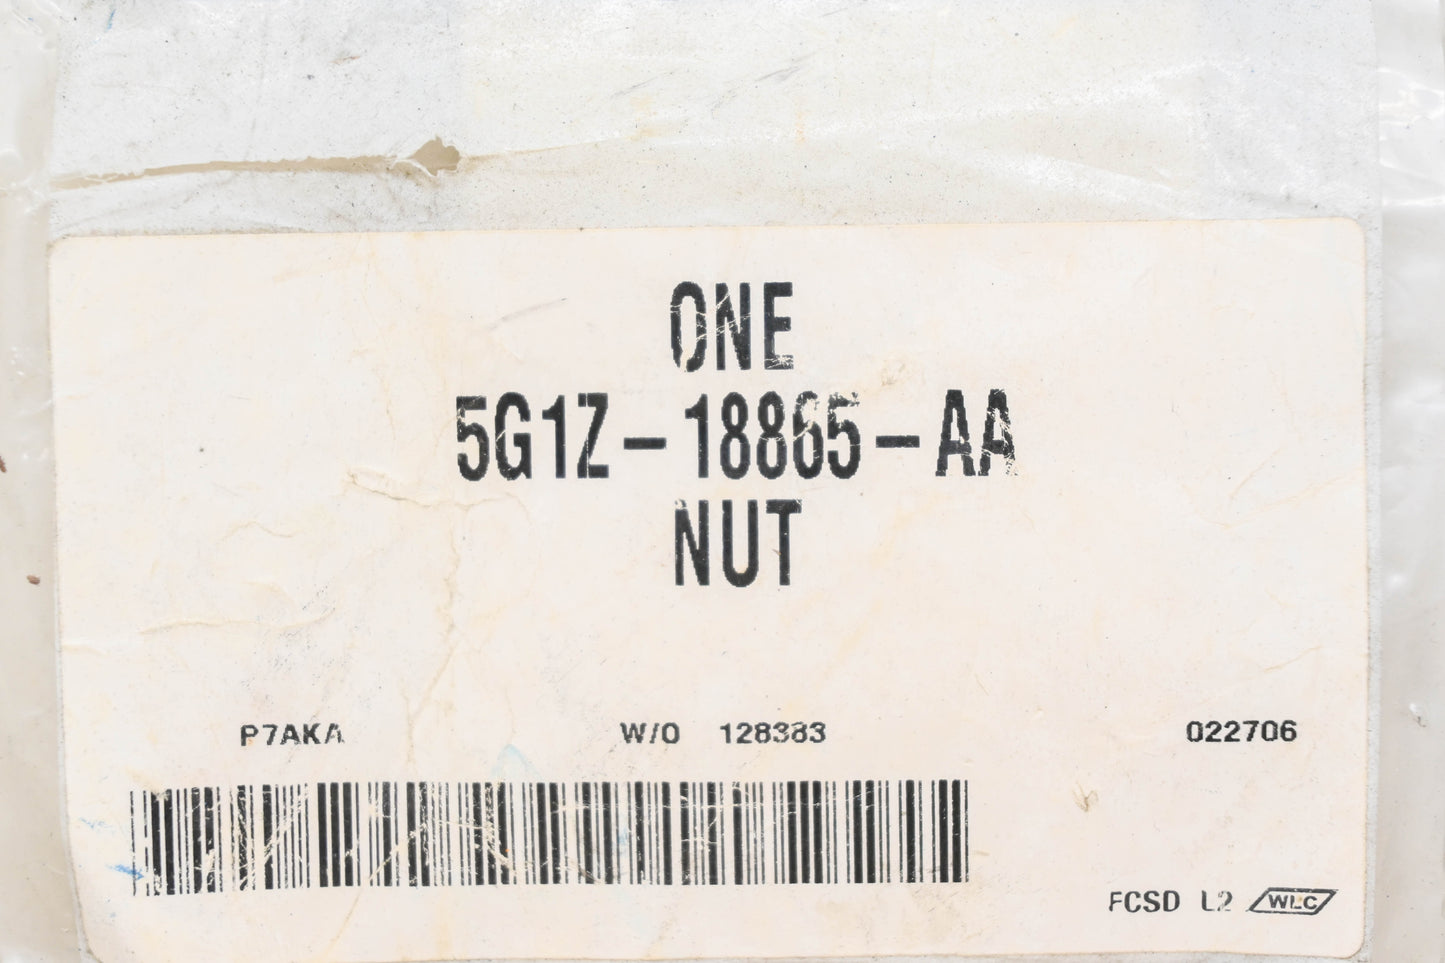 ONE
5G1Z-18865-AA
NUT
P7AKA W/O 128383 022706
FCSD L2 WLC